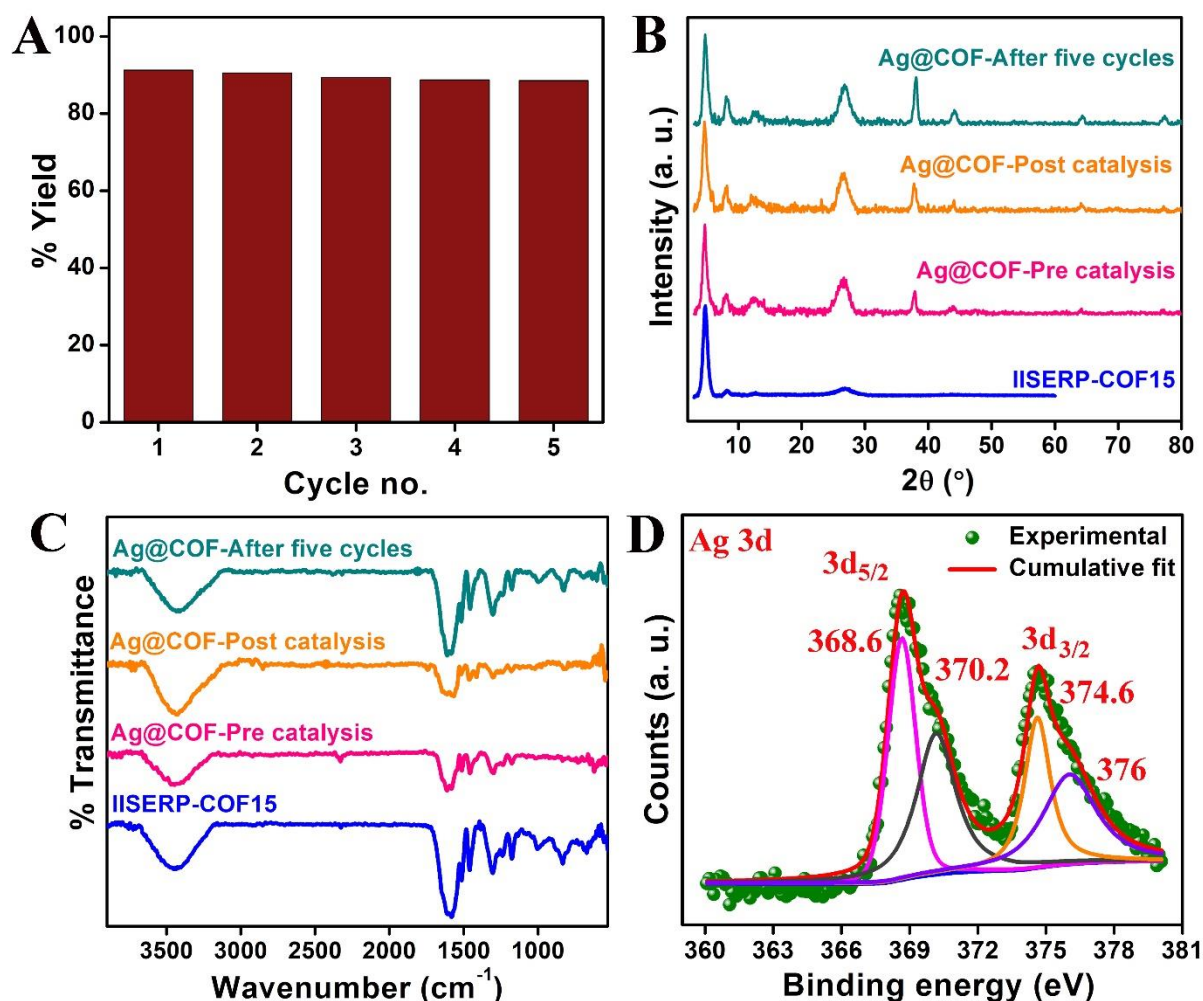 A
100
80
60
40
20
0
% Yield
1 2 3 4 5
Cycle no.
B
Ag@COF-After five cycles
Ag@COF-Post catalysis
Ag@COF-Pre catalysis
IISERP-COF15
Intensity (a. u.)
10 20 30 40 50 60 70 80
2θ (°)
C
Ag@COF-After five cycles
Ag@COF-Post catalysis
Ag@COF-Pre catalysis
IISERP-COF15
% Transmittance
3500 3000 2500 2000 1500 1000
Wavenumber (cm⁻¹)
D
Ag 3d
Experimental
Cumulative fit
3d₅/₂
368.6
370.2
3d₃/₂
374.6
376
Counts (a. u.)
360 363 366 369 372 375 378 381
Binding energy (eV)